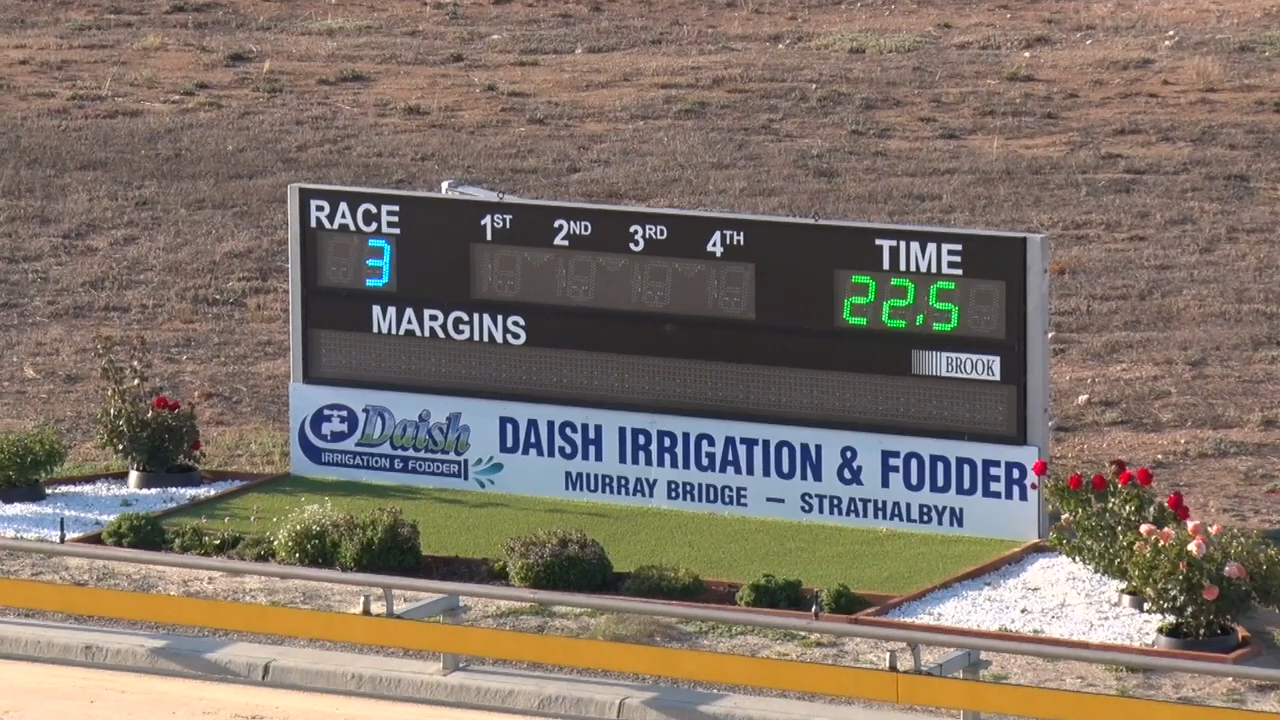 RACE 1ST 2ND 3RD 4TH TIME
3 22.5
MARGINS
BROOK
Daish
IRRIGATION & FODDER
DAISH IRRIGATION & FODDER
MURRAY BRIDGE — STRATHALBYN